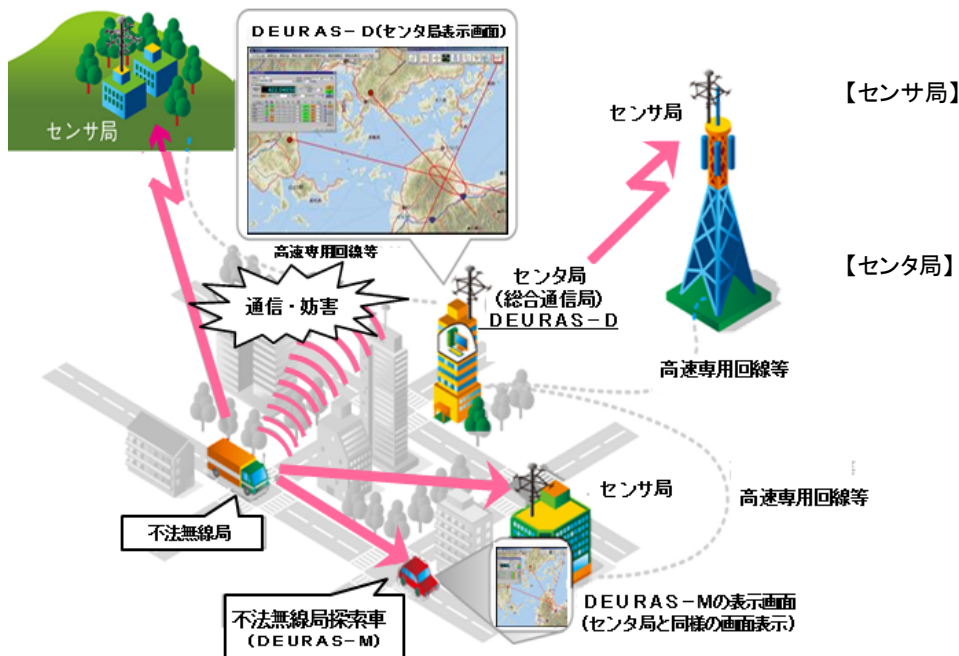 DEURAS-D(センタ局表示画面)
センサ局
高速専用回線等
通信・妨害
センタ局
(総合通信局)
DEURAS-D
センサ局
【センサ局】
【センタ局】
高速専用回線等
センサ局
高速専用回線等
不法無線局
不法無線局探索車
(DEURAS-M)
DEURAS-Mの表示画面
(センタ局と同様の画面表示)